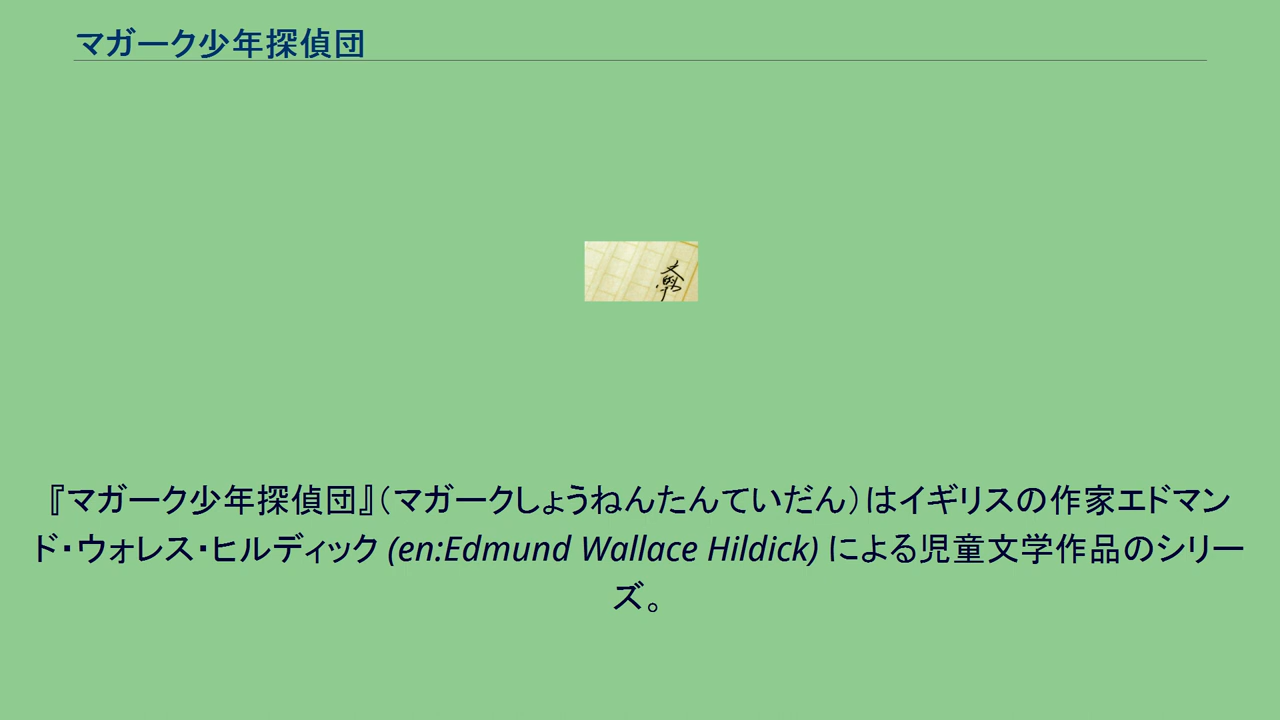 マガーク少年探偵団
『マガーク少年探偵団』（マガークしょうねんたんていだん）はイギリスの作家エドマン
ド・ウォレス・ヒルディック (en:Edmund Wallace Hildick) による児童文学作品のシリー
ズ。